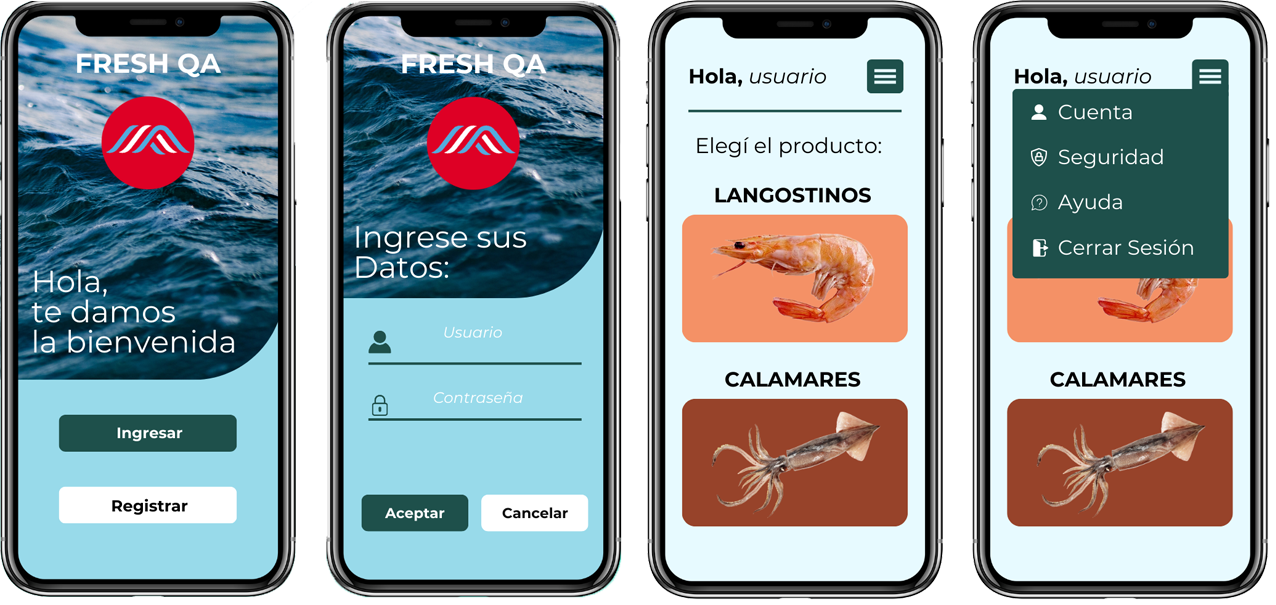 FRESH QA
Hola,
te damos
la bienvenida
Ingresar
Registrar
FRESH QA
Ingrese sus
Datos:
Usuario
Contraseña
Aceptar
Cancelar
Hola, usuario
Elegí el producto:
LANGOSTINOS
CALAMARES
Hola, usuario
Cuenta
Seguridad
Ayuda
Cerrar Sesión
CALAMARES